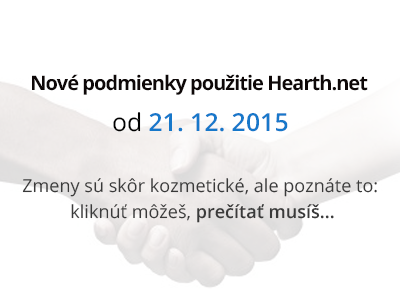 Nové podmienky použitie Hearth.net
od 21. 12. 2015
Zmeny sú skôr kozmetické, ale poznáte to:
kliknúť môžeš, prečítať musíš...